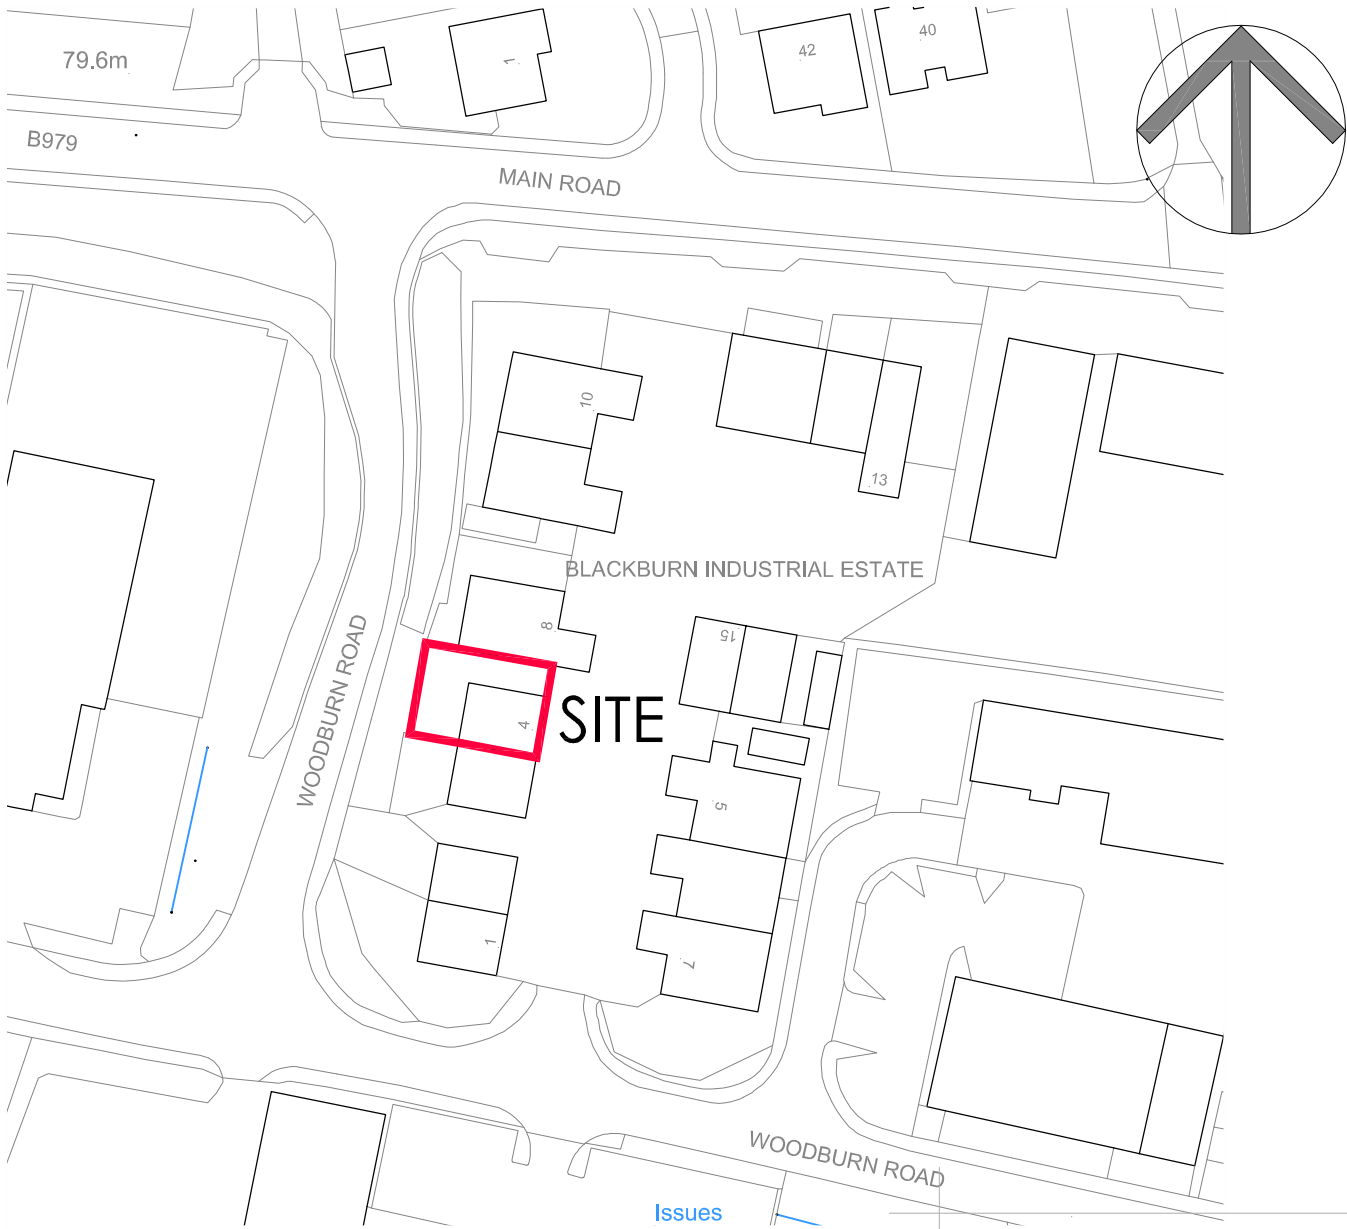 79.6m
1
42
40
B979
MAIN ROAD
10
13
BLACKBURN INDUSTRIAL ESTATE
8
15
WOODBURN ROAD
4
SITE
5
1
7
WOODBURN ROAD
Issues